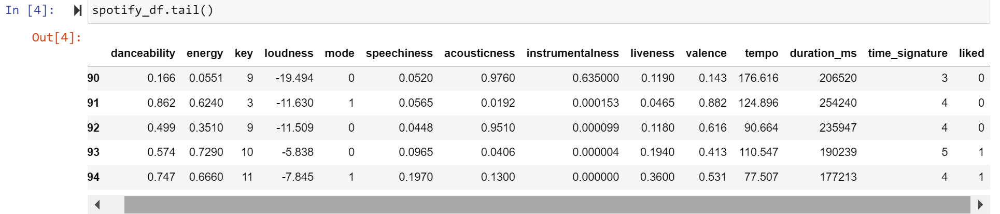 In [4]: spotify_df.tail()
Out[4]:
danceability energy key loudness mode speechiness acousticness instrumentalness liveness valence tempo duration_ms time_signature liked
90 0.166 0.0551 9 -19.494 0 0.0520 0.9760 0.635000 0.1190 0.143 176.616 206520 3 0
91 0.862 0.6240 3 -11.630 1 0.0565 0.0192 0.000153 0.0465 0.882 124.896 254240 4 0
92 0.499 0.3510 9 -11.509 0 0.0448 0.9510 0.000099 0.1180 0.616 90.664 235947 4 0
93 0.574 0.7290 10 -5.838 0 0.0965 0.0406 0.000004 0.1940 0.413 110.547 190239 5 1
94 0.747 0.6660 11 -7.845 1 0.1970 0.1300 0.000000 0.3600 0.531 77.507 177213 4 1